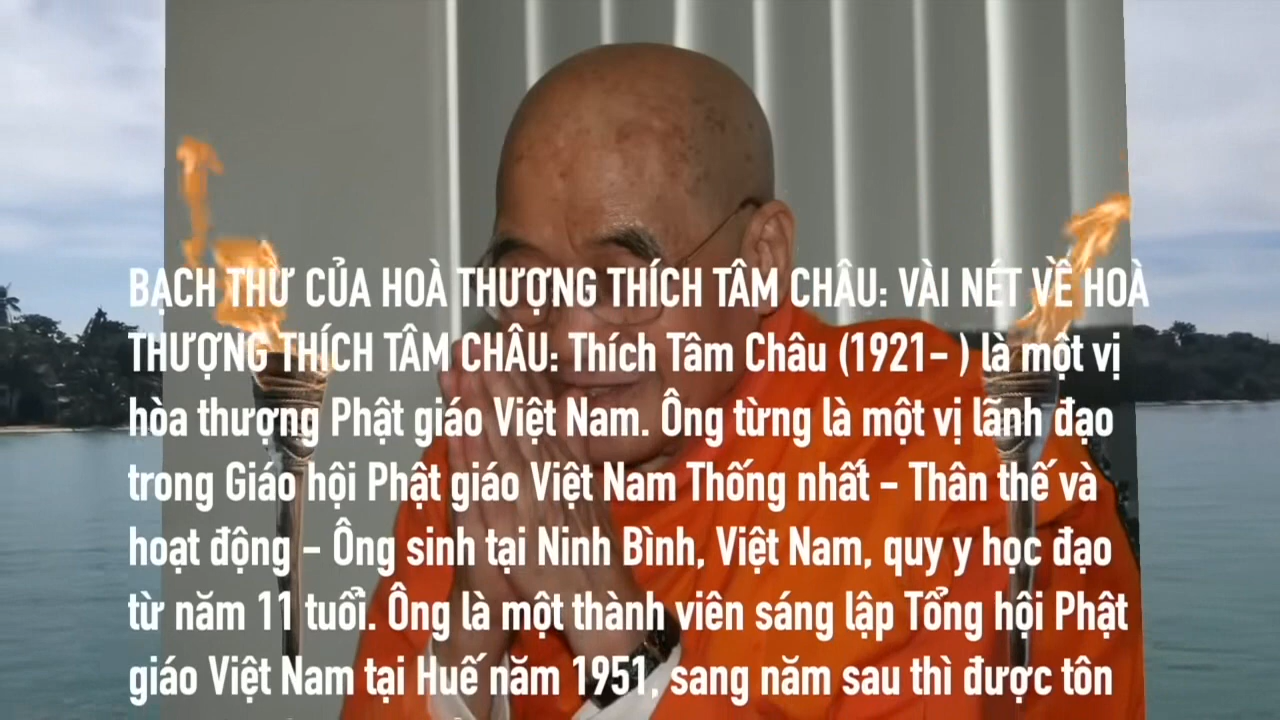 BẠCH THƯ CỦA HOÀ THƯỢNG THÍCH TÂM CHÂU: VÀI NÉT VỀ HOÀ
THƯỢNG THÍCH TÂM CHÂU: Thích Tâm Châu (1921- ) là một vị
hòa thượng Phật giáo Việt Nam. Ông từng là một vị lãnh đạo
trong Giáo hội Phật giáo Việt Nam Thống nhất - Thân thế và
hoạt động - Ông sinh tại Ninh Bình, Việt Nam, quy y học đạo
từ năm 11 tuổi. Ông là một thành viên sáng lập Tổng hội Phật
giáo Việt Nam tại Huế năm 1951, sang năm sau thì được tôn